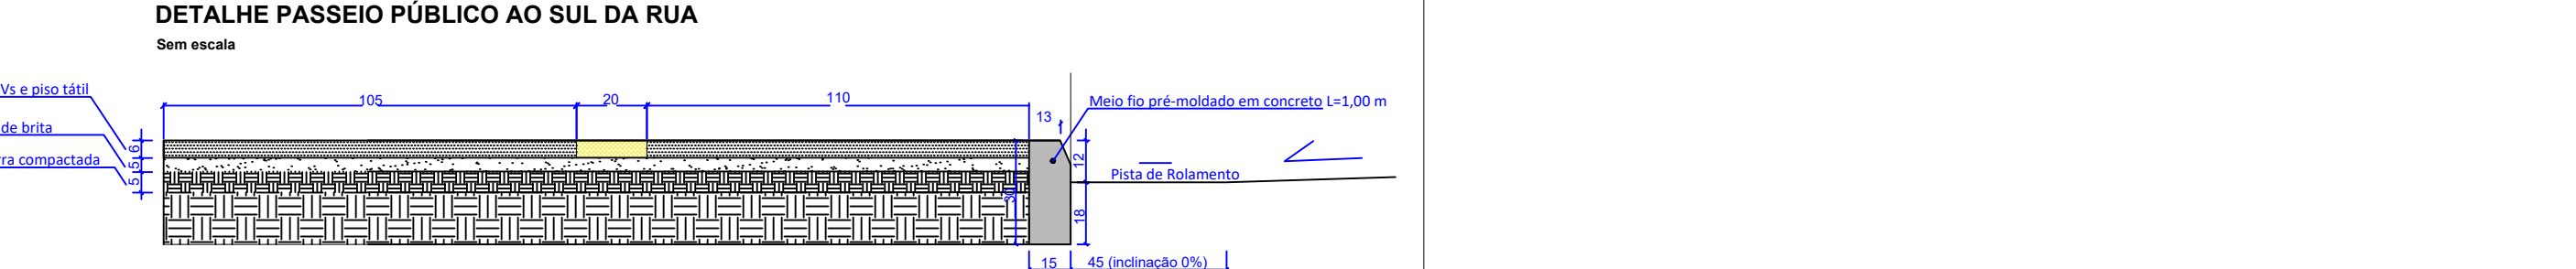 DETALHE PASSEIO PÚBLICO AO SUL DA RUA
Sem escala
Vs e piso tátil
de brita
rra compactada
6
5
5
105
20
110
13
Meio fio pré-moldado em concreto L=1,00 m
12
30
18
Pista de Rolamento
15
45 (inclinação 0%)